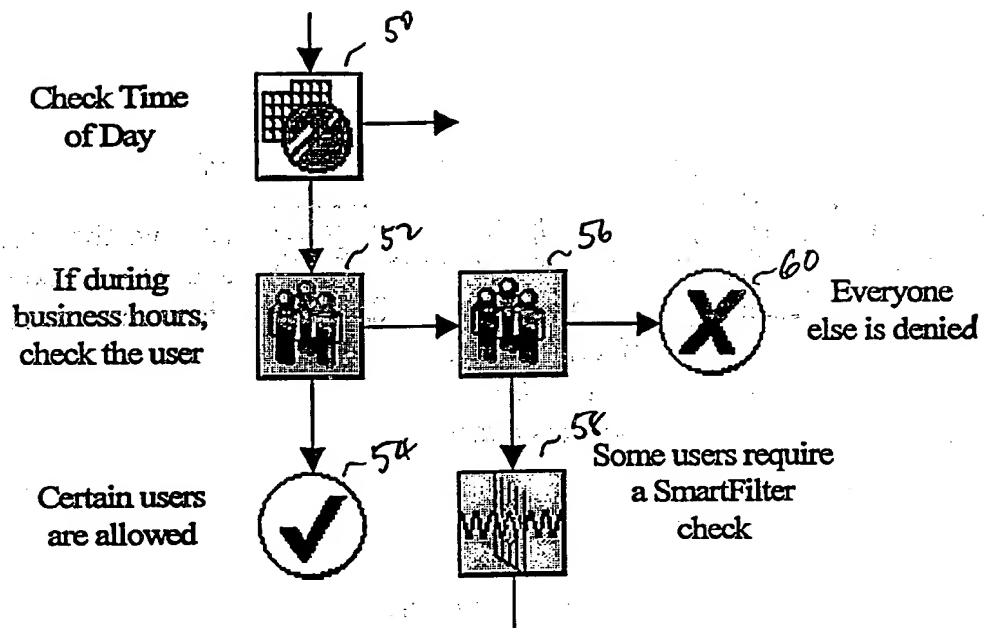 50
Check Time
of Day
52
56
60
If during
business hours,
check the user
Everyone
else is denied
54
58
Certain users
are allowed
Some users require
a SmartFilter
check